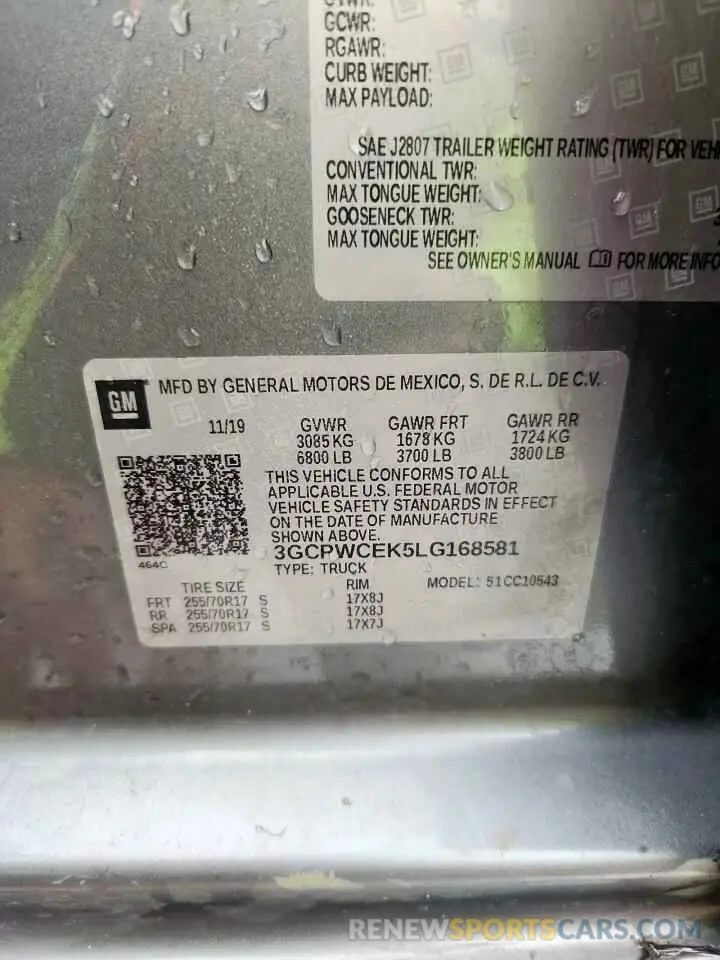 GCWR:
RGAWR:
CURB WEIGHT:
MAX PAYLOAD:
SAE J2807 TRAILER WEIGHT RATING (TWR) FOR
CONVENTIONAL TWR:
MAX TONGUE WEIGHT:
GOOSENECK TWR:
MAX TONGUE WEIGHT:
SEE OWNER'S MANUAL FOR MORE
GM MFD BY GENERAL MOTORS DE MEXICO, S. DE R.L. DE C.V.
11/19 GVWR GAWR FRT GAWR RR
3085 KG 1678 KG 1724 KG
6800 LB 3700 LB 3800 LB
THIS VEHICLE CONFORMS TO ALL
APPLICABLE U.S. FEDERAL MOTOR
VEHICLE SAFETY STANDARDS IN EFFECT
ON THE DATE OF MANUFACTURE
SHOWN ABOVE.
3GCPWCEK5LG168581
464C TYPE: TRUCK
TIRE SIZE RIM MODEL: 51CC10543
FRT 255/70R17 S 17X8J
RR 255/70R17 S 17X8J
SPA 255/70R17 S 17X7J
RENEWSPORTSCARS.COM